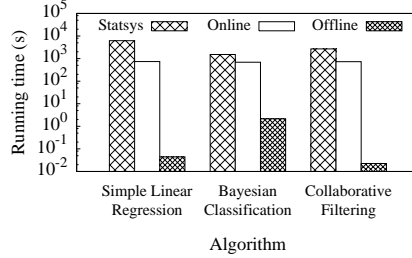 Statsys Online Offline
Running time (s)
10^5
10^4
10^3
10^2
10^1
10^0
10^-1
10^-2
Simple Linear Regression
Bayesian Classification
Collaborative Filtering
Algorithm